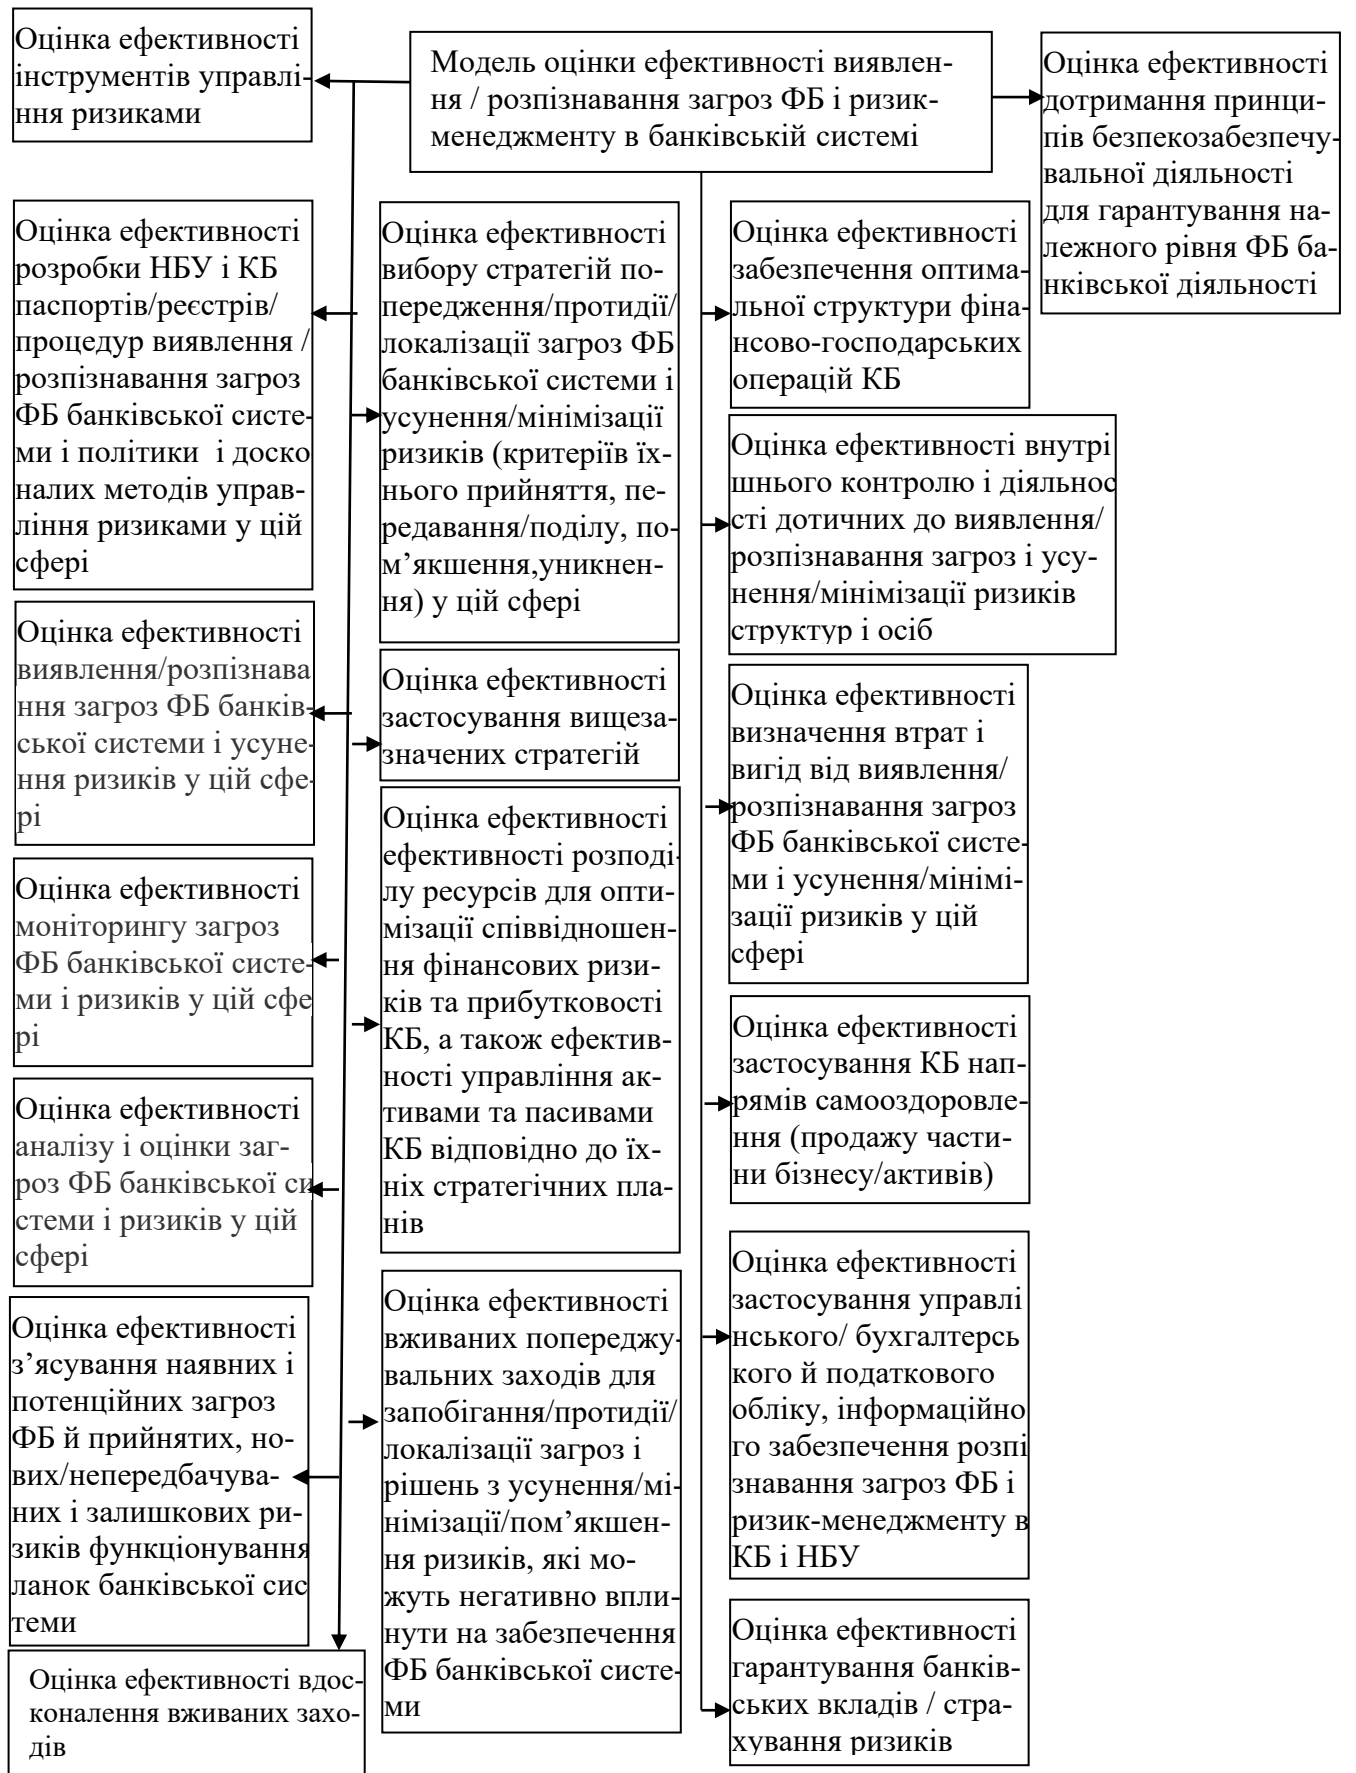 Оцінка ефективності
інструментів управлі-
ння ризиками
Модель оцінки ефективності виявлен-
ня / розпізнавання загроз ФБ і ризик-
менеджменту в банківській системі
Оцінка ефективності
дотримання принци-
пів безпекозабезпечу-
вальної діяльності
для гарантування на-
лежного рівня ФБ ба-
нківської діяльності
Оцінка ефективності
розробки НБУ і КБ
паспортів/реєстрів/
процедур виявлення /
розпізнавання загроз
ФБ банківської систе-
ми і політики і доско
налих методів управ-
ління ризиками у цій
сфері
Оцінка ефективності
виявлення/розпізнава
ння загроз ФБ банків-
ської системи і усуне-
ння ризиків у цій сфе-
рі
Оцінка ефективності
моніторингу загроз
ФБ банківської систе-
ми і ризиків у цій сфе
рі
Оцінка ефективності
аналізу і оцінки заг-
роз ФБ банківської си
стеми і ризиків у цій
сфері
Оцінка ефективності
з’ясування наявних і
потенційних загроз
ФБ й прийнятих, но-
вих/непередбачува-
них і залишкових ри-
зиків функціонування
ланок банківської сис
теми
Оцінка ефективності вдос-
коналення вживаних захо-
дів
Оцінка ефективності
вибору стратегій по-
передження/протидії/
локалізації загроз ФБ
банківської системи і
усунення/мінімізації
ризиків (критеріїв їх-
нього прийняття, пе-
редавання/поділу, по-
м’якшення,уникнен-
ня) у цій сфері
Оцінка ефективності
застосування вищеза-
значених стратегій
Оцінка ефективності
ефективності розподі-
лу ресурсів для опти-
мізації співвідношен-
ня фінансових ризи-
ків та прибутковості
КБ, а також ефектив-
ності управління ак-
тивами та пасивами
КБ відповідно до їх-
ніх стратегічних пла-
нів
Оцінка ефективності
вживаних попереджу-
вальних заходів для
запобігання/протидії/
локалізації загроз і
рішень з усунення/мі-
німізації/пом’якшен-
ня ризиків, які мо-
жуть негативно впли-
нути на забезпечення
ФБ банківської систе-
ми
Оцінка ефективності
забезпечення оптима-
льної структури фіна-
нсово-господарських
операцій КБ
Оцінка ефективності внутрі
шнього контролю і діяльнос
сті дотичних до виявлення/
розпізнавання загроз і усу-
нення/мінімізації ризиків
структур і осіб
Оцінка ефективності
визначення втрат і
вигід від виявлення/
розпізнавання загроз
ФБ банківської систе-
ми і усунення/мінімі-
зації ризиків у цій
сфері
Оцінка ефективності
застосування КБ нап-
рямів самооздоровле-
ння (продажу части-
ни бізнесу/активів)
Оцінка ефективності
застосування управлі
нського/ бухгалтерсь
кого й податкового
обліку, інформаційно
го забезпечення розпі
знавання загроз ФБ і
ризик-менеджменту в
КБ і НБУ
Оцінка ефективності
гарантування банків-
ських вкладів / стра-
хування ризиків